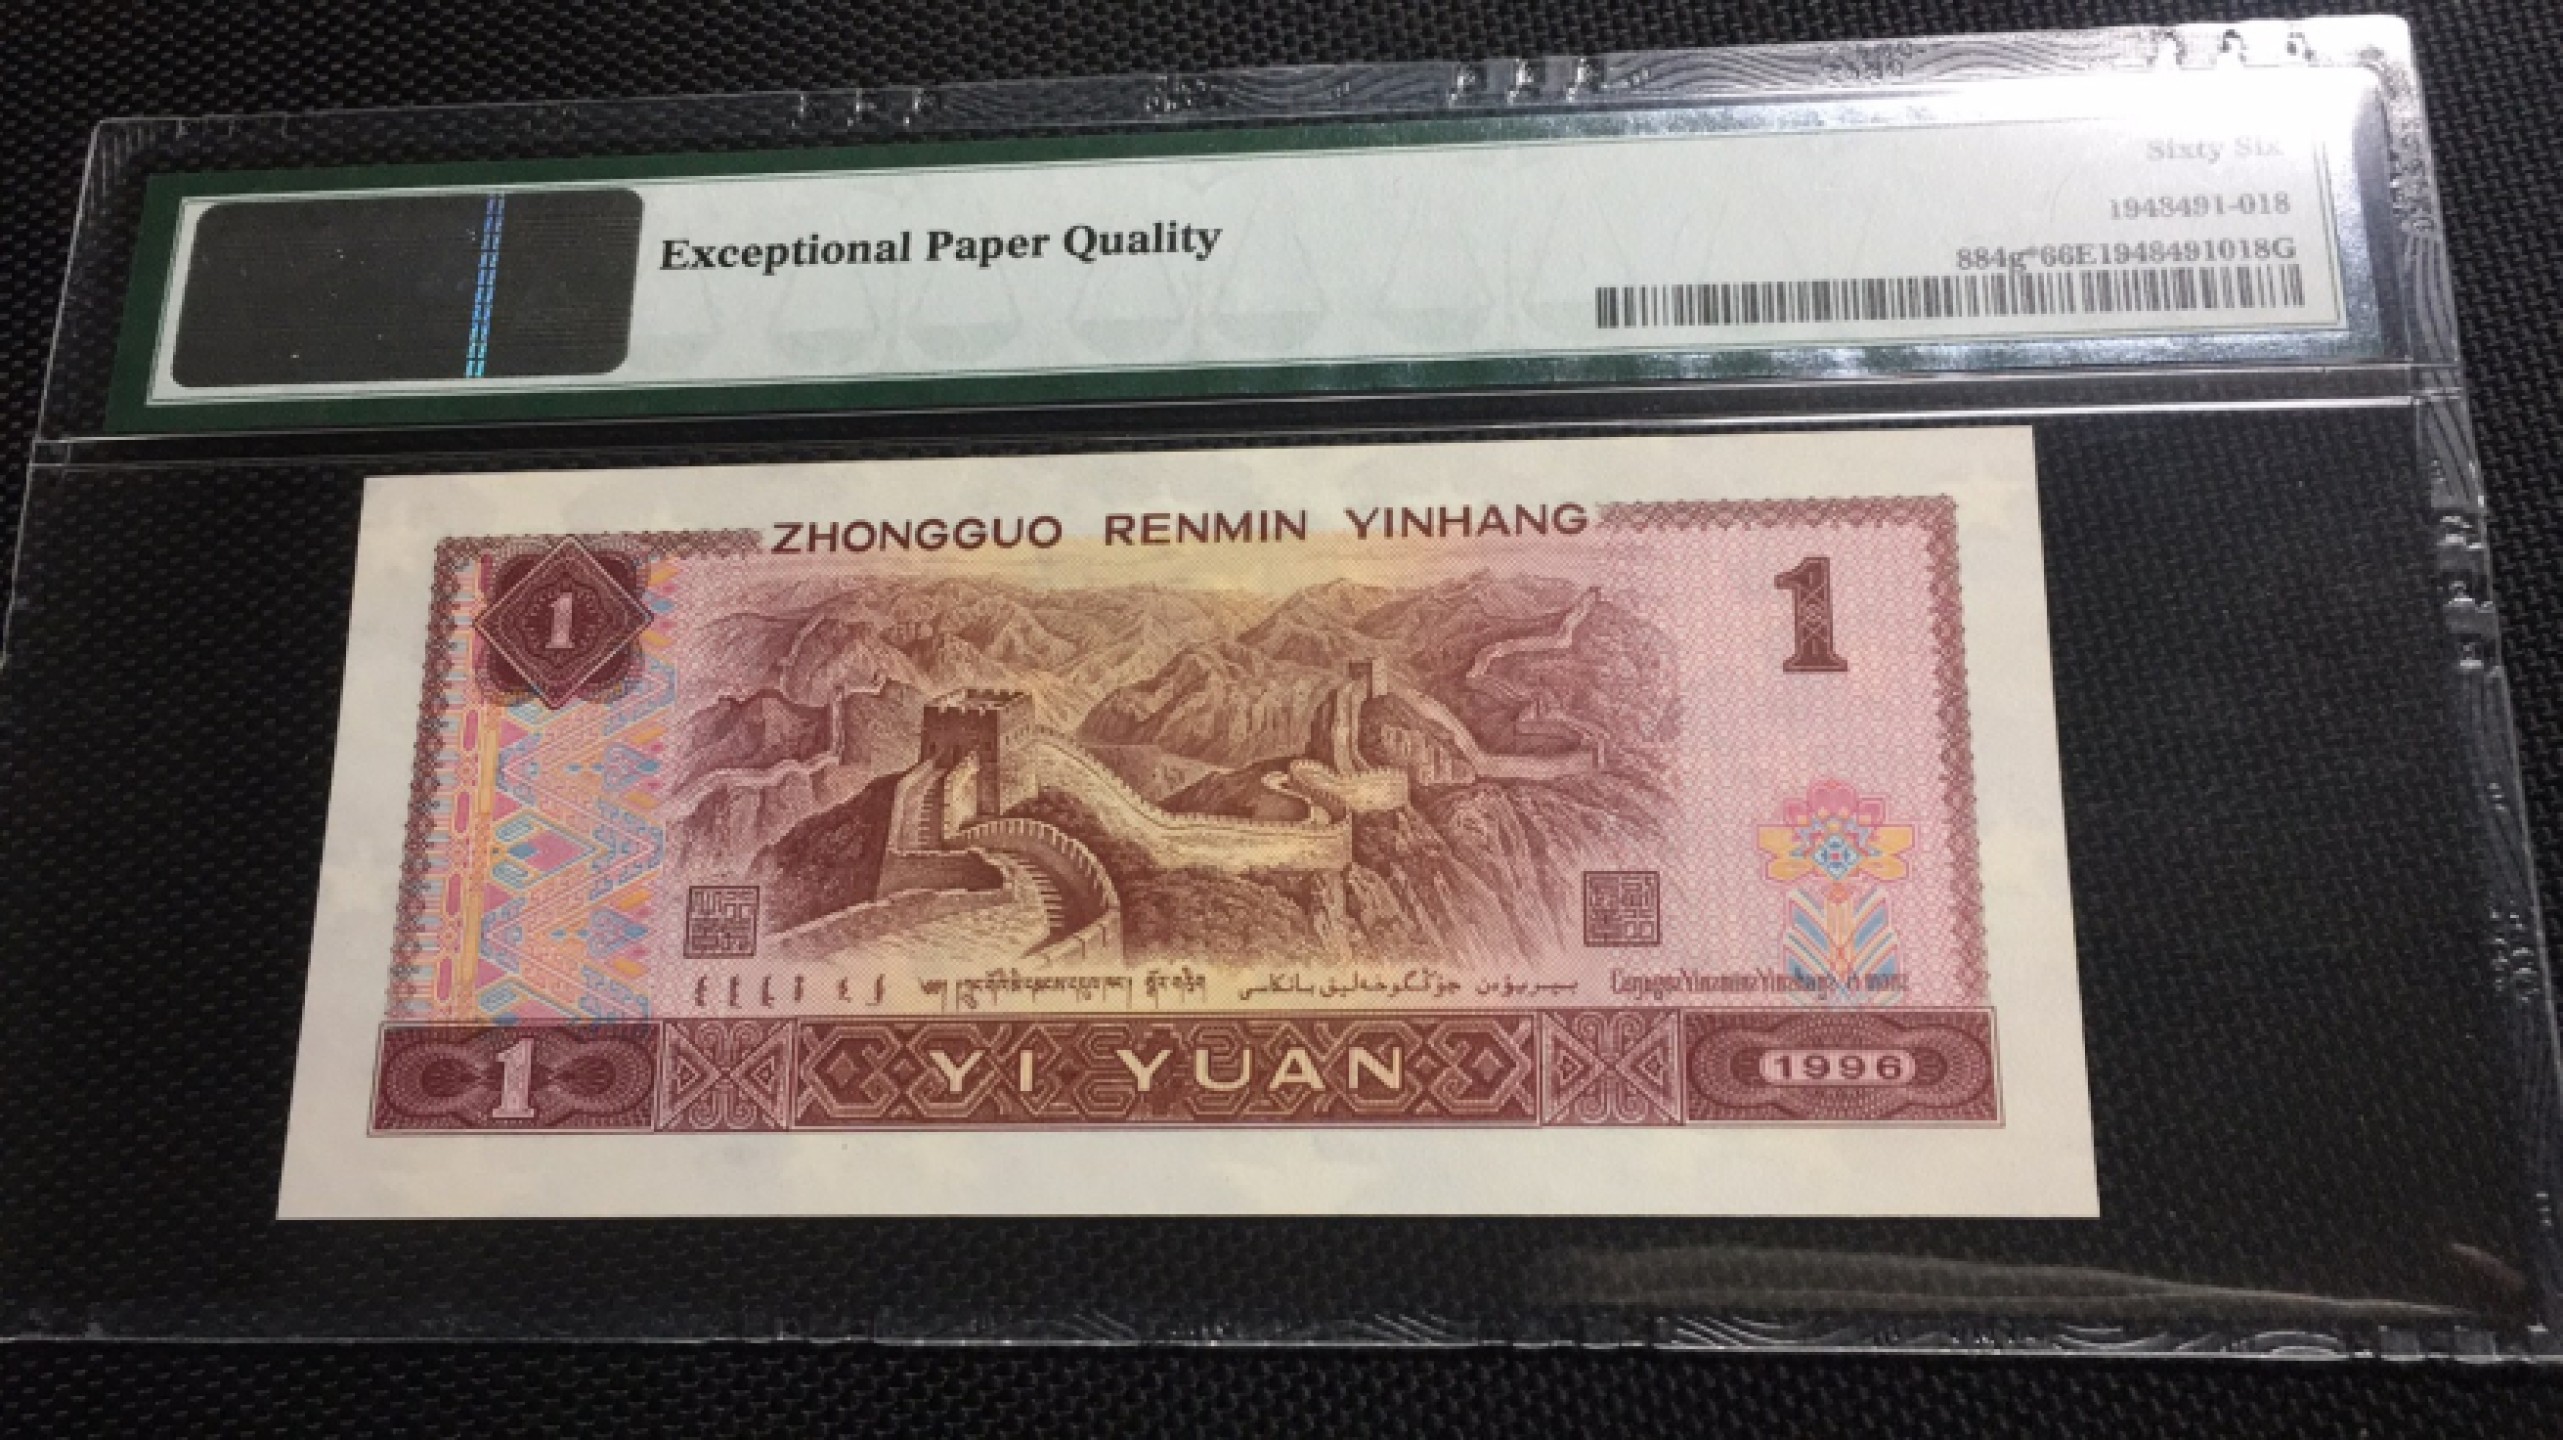 Sixty Six
1948491-018
Exceptional Paper Quality
884g*66E1948491018G
ZHONGGUO RENMIN YINHANG
1
1
1
YI YUAN
1996